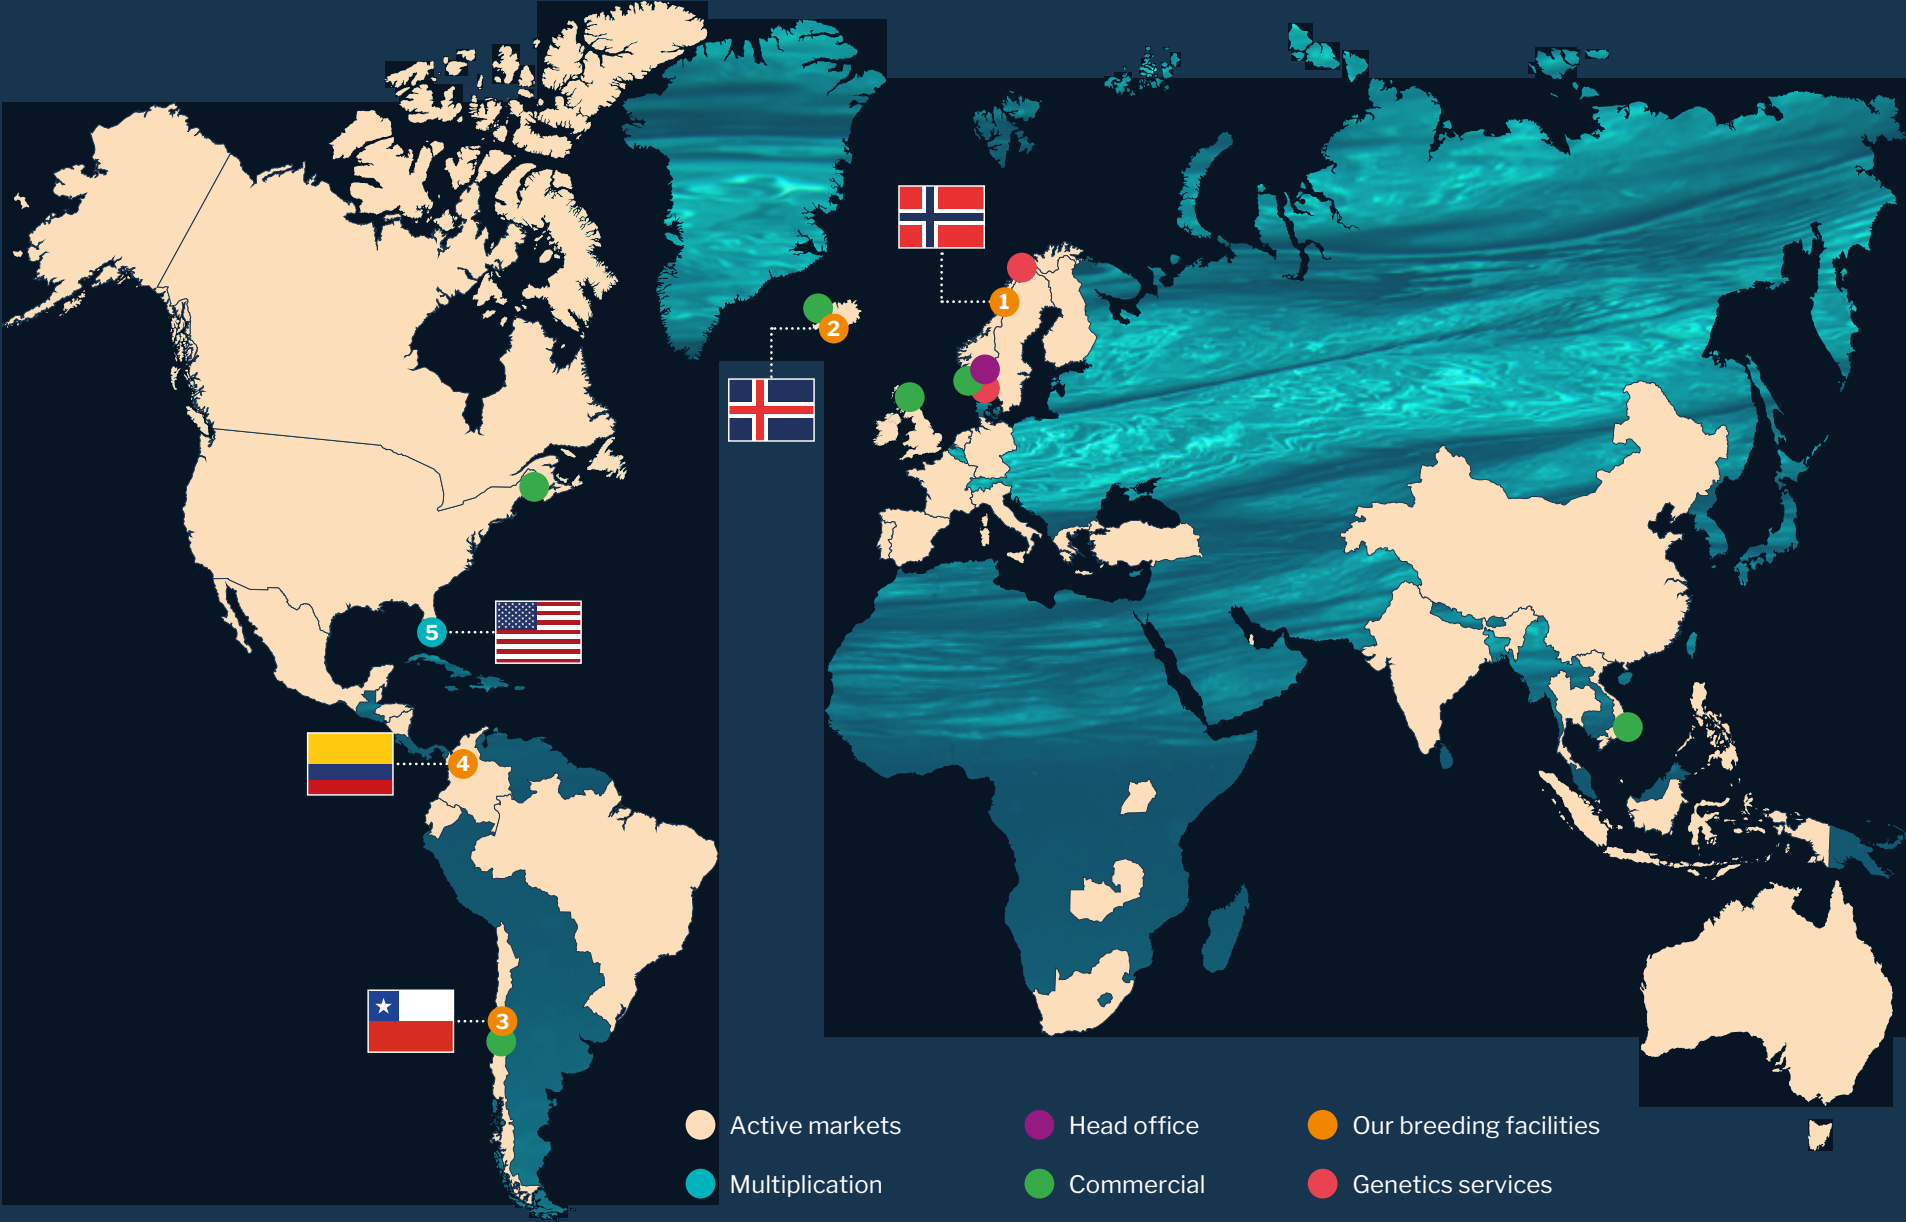 1
2
5
4
3
Active markets
Head office
Our breeding facilities
Multiplication
Commercial
Genetics services